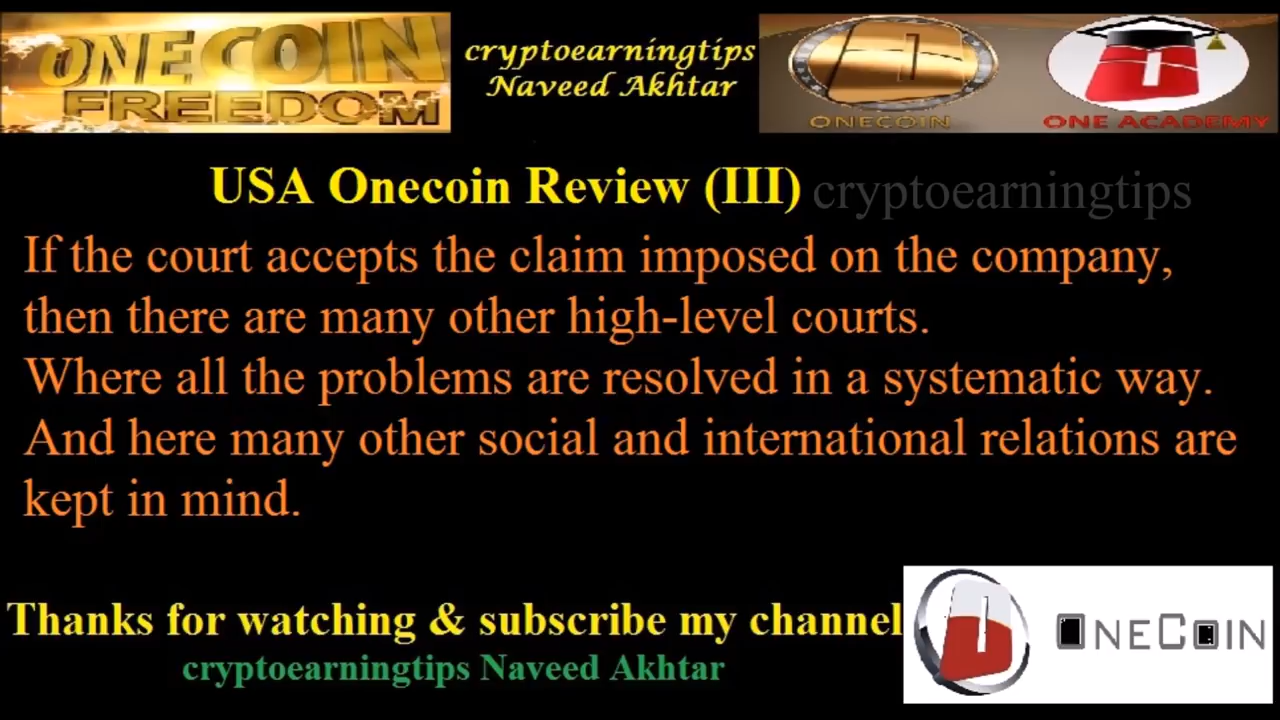 ONE COIN
FREEDOM
cryptoearningtips
Naveed Akhtar
ONECOIN
ONE ACADEMY
USA Onecoin Review (III)
cryptoearningtips
If the court accepts the claim imposed on the company,
then there are many other high-level courts.
Where all the problems are resolved in a systematic way.
And here many other social and international relations are
kept in mind.
Thanks for watching & subscribe my channel
cryptoearningtips Naveed Akhtar
ONECOIN